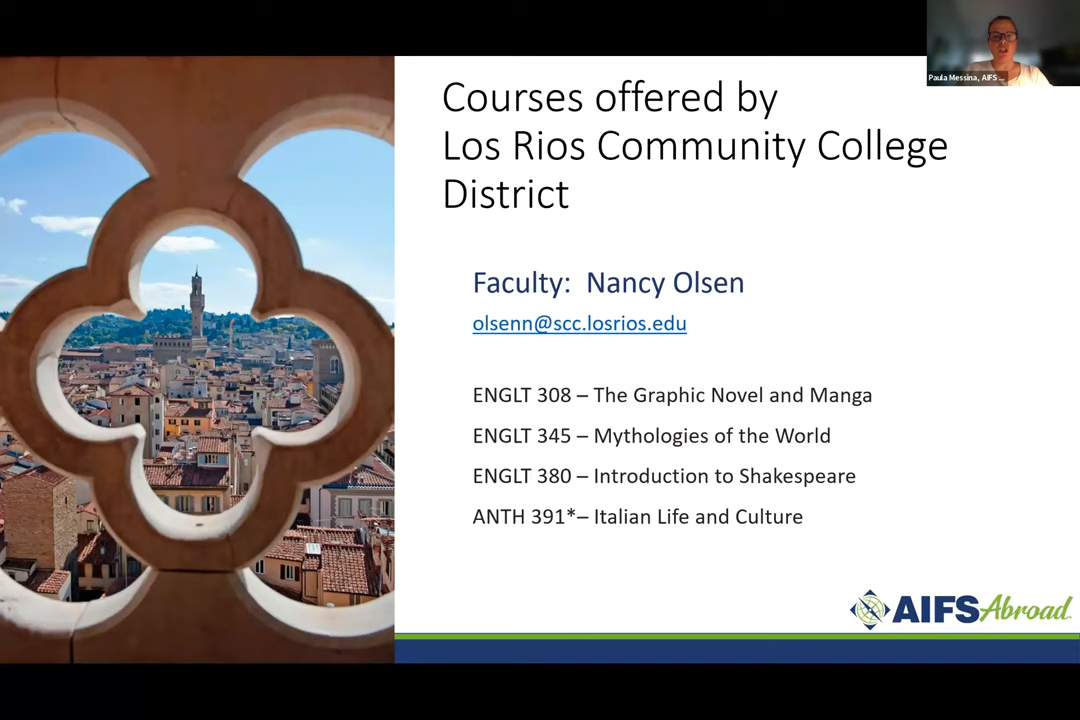 Paula Messina, AIFS ...
Courses offered by
Los Rios Community College
District
Faculty:  Nancy Olsen
olsenn@scc.losrios.edu
ENGLT 308 – The Graphic Novel and Manga
ENGLT 345 – Mythologies of the World
ENGLT 380 – Introduction to Shakespeare
ANTH 391*– Italian Life and Culture
AIFS Abroad